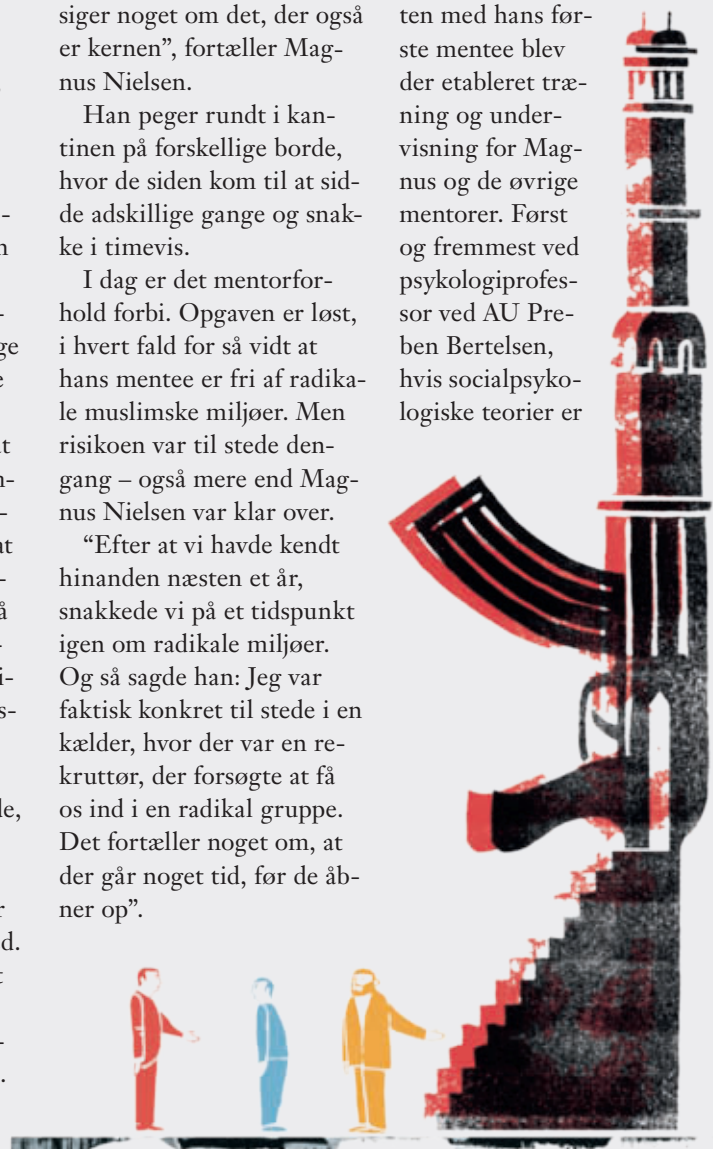 siger noget om det, der også
er kernen”, fortæller Mag-
nus Nielsen.
Han peger rundt i kan-
tinen på forskellige borde,
hvor de siden kom til at sid-
de adskillige gange og snak-
ke i timevis.
I dag er det mentorfor-
hold forbi. Opgaven er løst,
i hvert fald for så vidt at
hans mentee er fri af radika-
le muslimske miljøer. Men
risikoen var til stede den-
gang – også mere end Mag-
nus Nielsen var klar over.
“Efter at vi havde kendt
hinanden næsten et år,
snakkede vi på et tidspunkt
igen om radikale miljøer.
Og så sagde han: Jeg var
faktisk konkret til stede i en
kælder, hvor der var en re-
kruttør, der forsøgte at få
os ind i en radikal gruppe.
Det fortæller noget om, at
der går noget tid, før de åb-
ner op”.
ten med hans før-
ste mentee blev
der etableret træ-
ning og under-
visning for Mag-
nus og de øvrige
mentorer. Først
og fremmest ved
psykologiprofes-
sor ved AU Pre-
ben Bertelsen,
hvis socialpsyko-
logiske teorier er